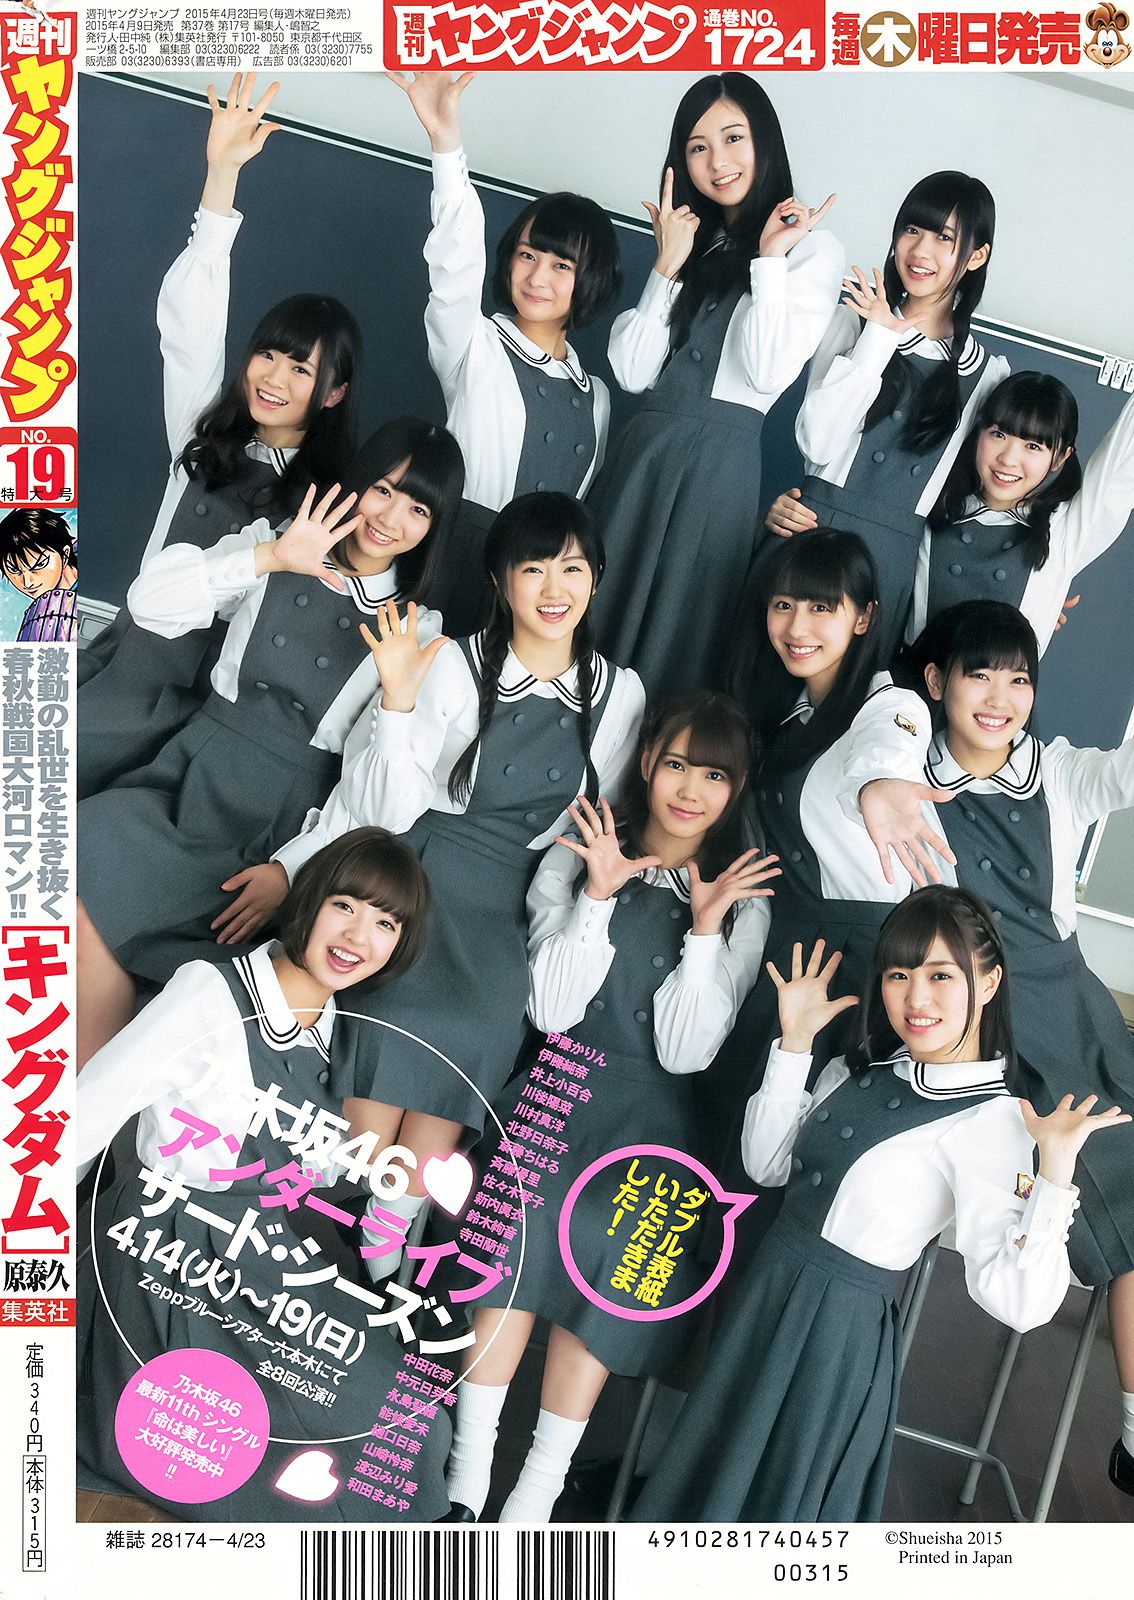 週刊ヤングジャンプ 2015年4月23日号(毎週木曜日発売)
2015年4月9日発売 第37巻 第17号 編集人・嶋智之
発行人・田中純 (株)集英社発行 〒101-8050 東京都千代田区
一ツ橋2-5-10 編集部 03(3230)6222 読者係 03(3230)7755
販売部 03(3230)6393(書店専用) 広告部 03(3230)6201
週刊 ヤングジャンプ 通巻NO. 1724
毎週木曜日発売
週刊
ヤングジャンプ
NO.
19
特大号
激動の乱世を生き抜く
春秋戦国大河ロマン!!
[キングダム]
原泰久
集英社
定価340円
本体315円
木坂46
アンダーライブ
サード・シーズン
4.14(火)〜19(日)
Zeppブルーシアター六本木にて
全8回公演!!
伊藤かりん
伊藤純奈
井上小百合
川後陽菜
川村真洋
北野日奈子
斎藤ちはる
斉藤優里
佐々木琴子
新内眞衣
鈴木絢音
寺田蘭世
中田花奈
中元日芽香
永島聖羅
能條愛未
樋口日奈
山﨑怜奈
渡辺みり愛
和田まあや
ダブル表紙
いただきま
した!
乃木坂46
最新11thシングル
『命は美しい』
大好評発売中
!!
雑誌 28174-4/23
4910281740457
00315
©Shueisha 2015
Printed in Japan